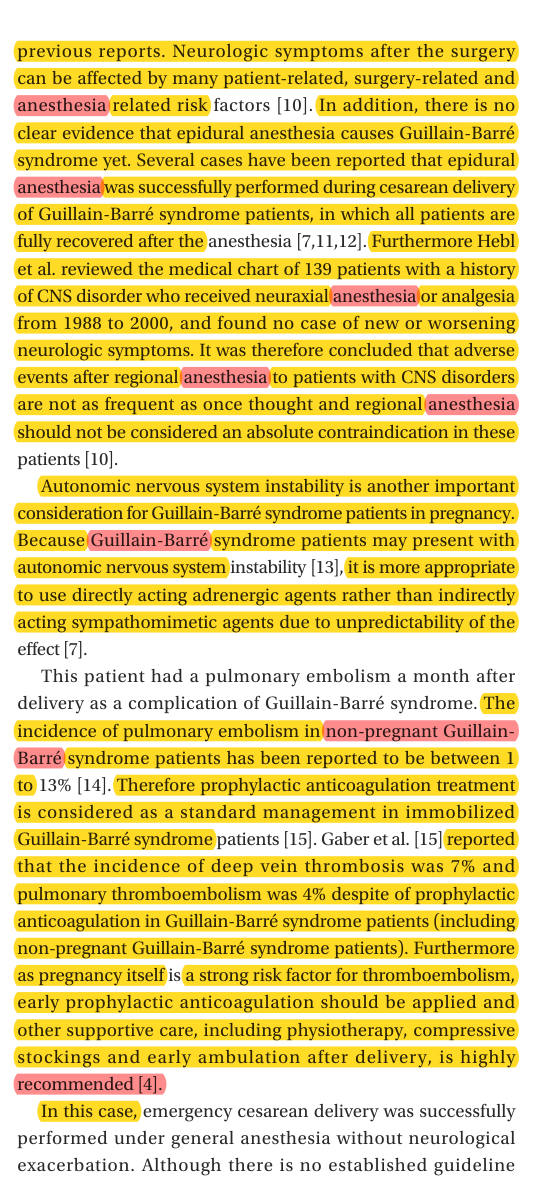 previous reports. Neurologic symptoms after the surgery
can be affected by many patient-related, surgery-related and
anesthesia related risk factors [10]. In addition, there is no
clear evidence that epidural anesthesia causes Guillain-Barré
syndrome yet. Several cases have been reported that epidural
anesthesia was successfully performed during cesarean delivery
of Guillain-Barré syndrome patients, in which all patients are
fully recovered after the anesthesia [7,11,12]. Furthermore Hebl
et al. reviewed the medical chart of 139 patients with a history
of CNS disorder who received neuraxial anesthesia or analgesia
from 1988 to 2000, and found no case of new or worsening
neurologic symptoms. It was therefore concluded that adverse
events after regional anesthesia to patients with CNS disorders
are not as frequent as once thought and regional anesthesia
should not be considered an absolute contraindication in these
patients [10].
Autonomic nervous system instability is another important
consideration for Guillain-Barré syndrome patients in pregnancy.
Because Guillain-Barré syndrome patients may present with
autonomic nervous system instability [13], it is more appropriate
to use directly acting adrenergic agents rather than indirectly
acting sympathomimetic agents due to unpredictability of the
effect [7].
This patient had a pulmonary embolism a month after
delivery as a complication of Guillain-Barré syndrome. The
incidence of pulmonary embolism in non-pregnant Guillain-
Barré syndrome patients has been reported to be between 1
to 13% [14]. Therefore prophylactic anticoagulation treatment
is considered as a standard management in immobilized
Guillain-Barré syndrome patients [15]. Gaber et al. [15] reported
that the incidence of deep vein thrombosis was 7% and
pulmonary thromboembolism was 4% despite of prophylactic
anticoagulation in Guillain-Barré syndrome patients (including
non-pregnant Guillain-Barré syndrome patients). Furthermore
as pregnancy itself is a strong risk factor for thromboembolism,
early prophylactic anticoagulation should be applied and
other supportive care, including physiotherapy, compressive
stockings and early ambulation after delivery, is highly
recommended [4].
In this case, emergency cesarean delivery was successfully
performed under general anesthesia without neurological
exacerbation. Although there is no established guideline